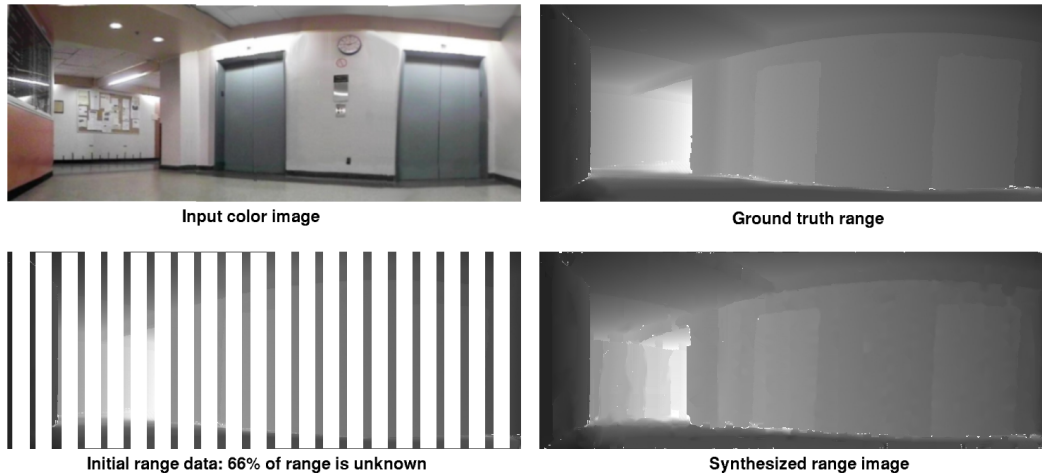 Input color image
Ground truth range
Initial range data: 66% of range is unknown
Synthesized range image